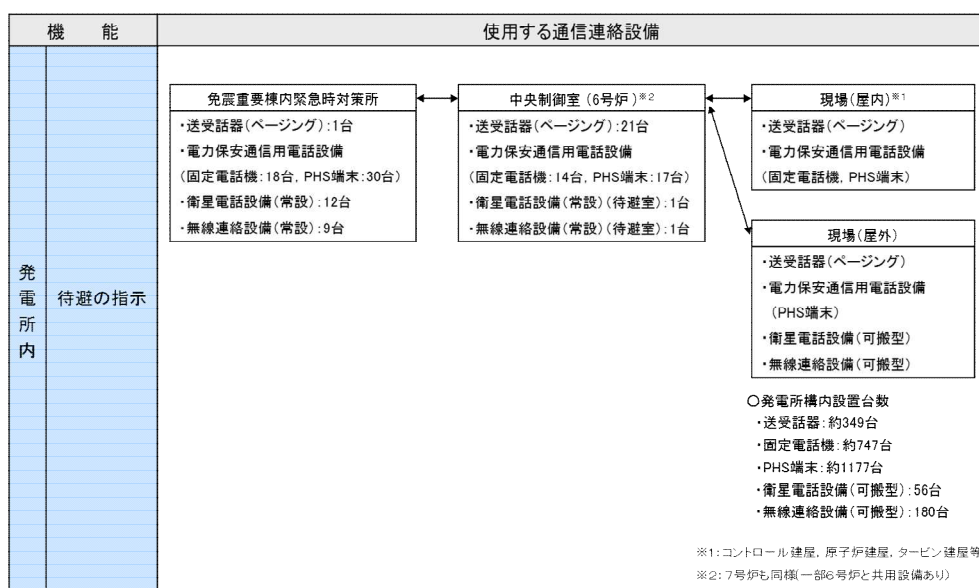 機　能
使用する通信連絡設備
発電所内
待避の指示
免震重要棟内緊急時対策所
・送受話器(ページング):1台
・電力保安通信用電話設備
(固定電話機:18台, PHS端末:30台)
・衛星電話設備(常設):12台
・無線連絡設備(常設):9台
中央制御室(6号炉)※2
・送受話器(ページング):21台
・電力保安通信用電話設備
(固定電話機:14台, PHS端末:17台)
・衛星電話設備(常設)(待避室):1台
・無線連絡設備(常設)(待避室):1台
現場(屋内)※1
・送受話器(ページング)
・電力保安通信用電話設備
(固定電話機, PHS端末)
現場(屋外)
・送受話器(ページング)
・電力保安通信用電話設備
(PHS端末)
・衛星電話設備(可搬型)
・無線連絡設備(可搬型)
○発電所構内設置台数
・送受話器:約349台
・固定電話機:約747台
・PHS端末:約1177台
・衛星電話設備(可搬型):56台
・無線連絡設備(可搬型):180台
※1:コントロール建屋, 原子炉建屋, タービン建屋等
※2:7号炉も同様(一部6号炉と共用設備あり)